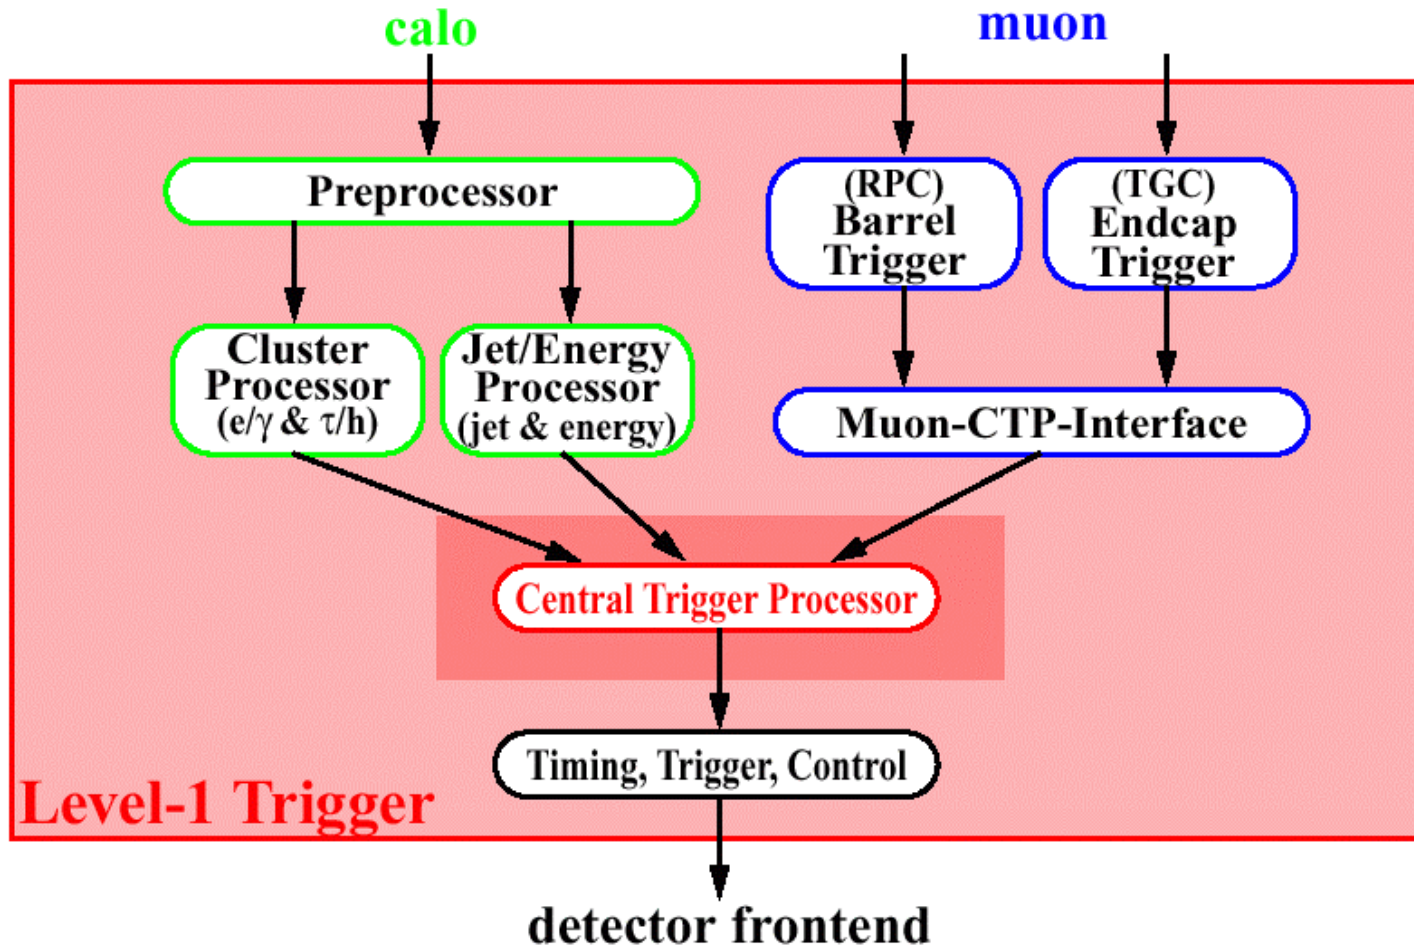 calo
muon
Preprocessor
(RPC)
Barrel
Trigger
(TGC)
Endcap
Trigger
Cluster
Processor
(e/γ & τ/h)
Jet/Energy
Processor
(jet & energy)
Muon-CTP-Interface
Central Trigger Processor
Timing, Trigger, Control
Level-1 Trigger
detector frontend